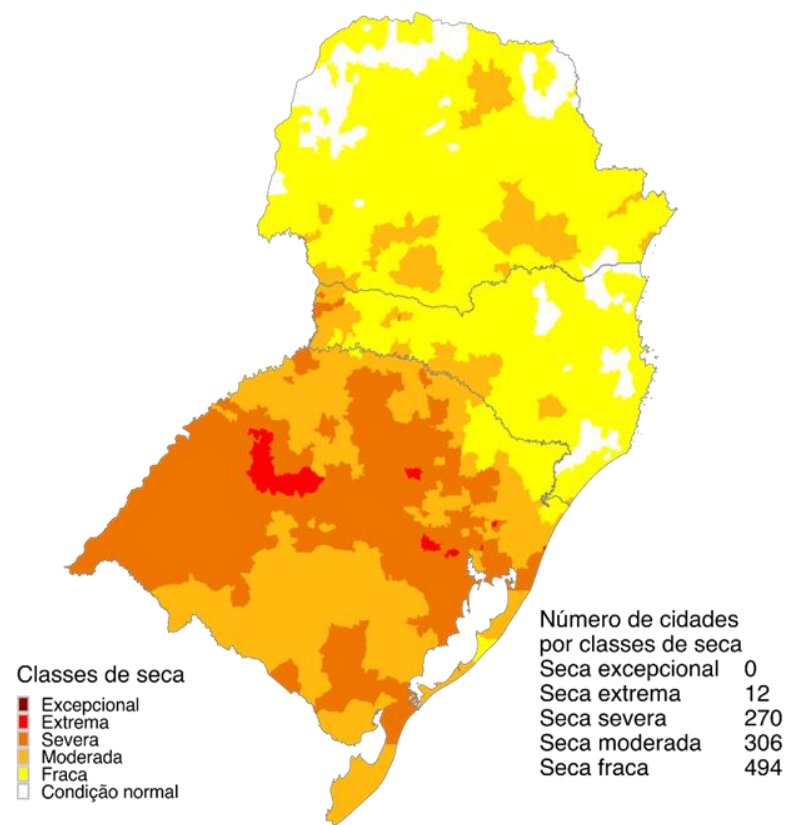 Classes de seca
Excepcional
Extrema
Severa
Moderada
Fraca
Condição normal
Número de cidades
por classes de seca
Seca excepcional 0
Seca extrema 12
Seca severa 270
Seca moderada 306
Seca fraca 494